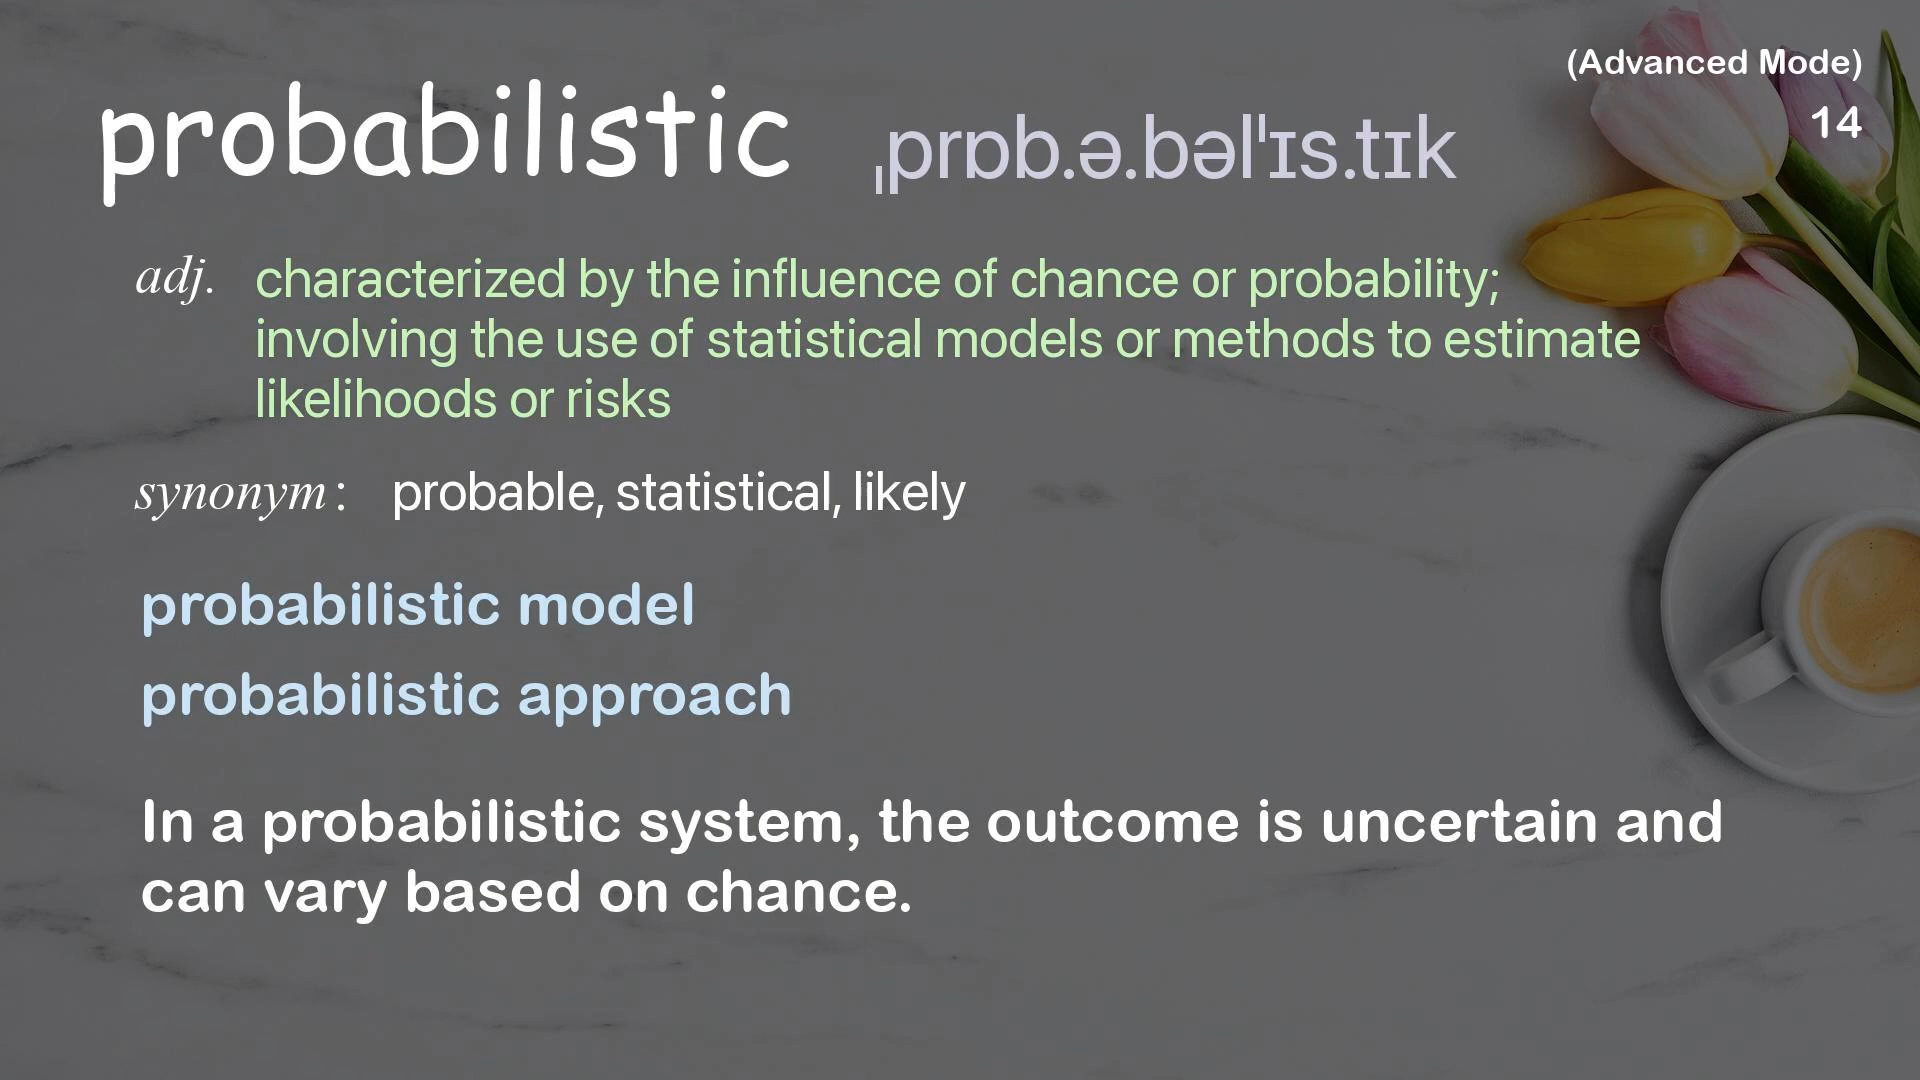 (Advanced Mode)
probabilistic ˌprɒb.ə.bəlˈɪs.tɪk 14
adj. characterized by the influence of chance or probability;
involving the use of statistical models or methods to estimate
likelihoods or risks
synonym : probable, statistical, likely
probabilistic model
probabilistic approach
In a probabilistic system, the outcome is uncertain and
can vary based on chance.